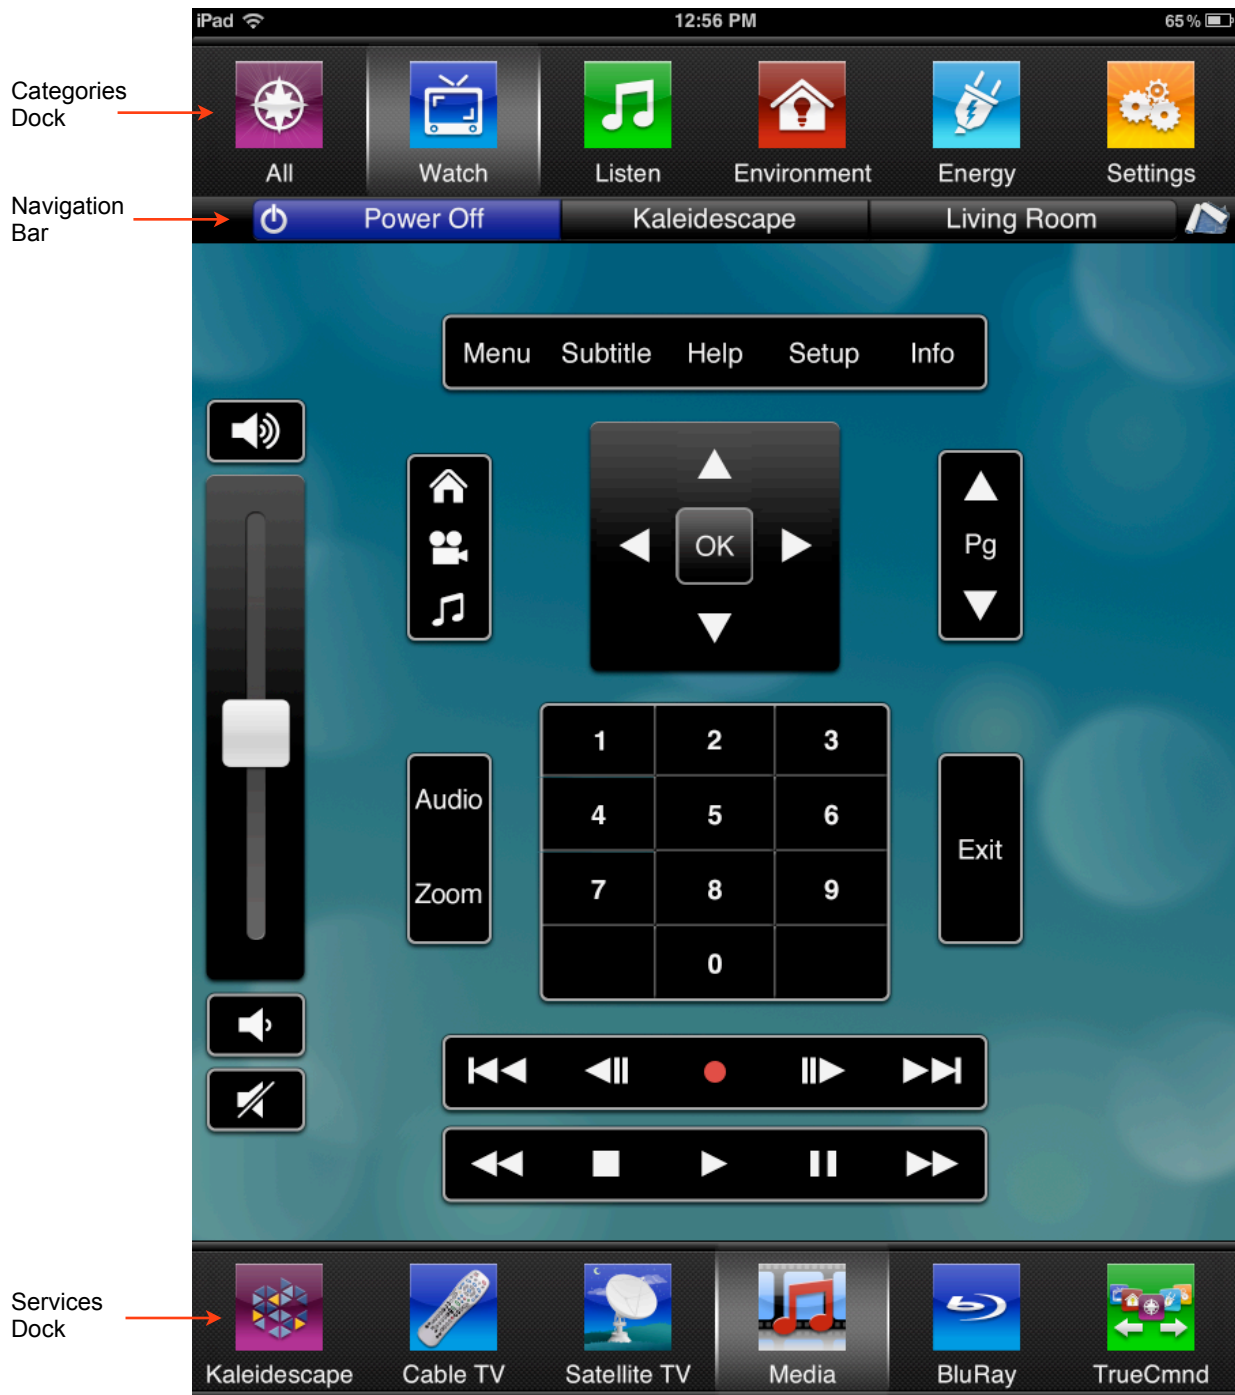 iPad 12:56 PM 65%
Categories
Dock
All Watch Listen Environment Energy Settings
Navigation
Bar
Power Off Kaleidescape Living Room
Menu Subtitle Help Setup Info
OK
Pg
1 2 3
Audio
4 5 6
Exit
7 8 9
Zoom
0
Services
Dock
Kaleidescape Cable TV Satellite TV Media BluRay TrueCmnd